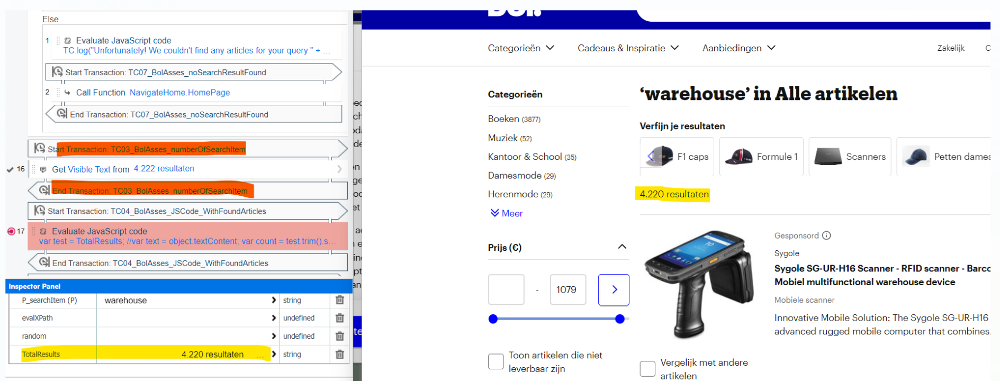 Else
1 Evaluate JavaScript code
TC.log("Unfortunately! We couldn't find any articles for your query " + ...
Start Transaction: TC07_BolAsses_noSearchResultFound
2 Call Function NavigateHome.HomePage
End Transaction: TC07_BolAsses_noSearchResultFound
Start Transaction: TC03_BolAsses_numberOfSearchItem
16 Get Visible Text from 4.222 resultaten
End Transaction: TC03_BolAsses_numberOfSearchItem
Start Transaction: TC04_BolAsses_JSCode_WithFoundArticles
17 Evaluate JavaScript code
var test = TotalResults; //var text = object.textContent; var count = test.trim().s...
End Transaction: TC04_BolAsses_JSCode_WithFoundArticles
Inspector Panel
P_searchItem (P) warehouse string
evalXPath undefined
random undefined
TotalResults 4.220 resultaten ... string
Categorieën Cadeaus & Inspiratie Aanbiedingen Zakelijk
Categorieën
Boeken (3877)
Muziek (52)
Kantoor & School (35)
Damesmode (29)
Herenmode (29)
Meer
Prijs (€)
- 1079
Toon artikelen die niet
leverbaar zijn
‘warehouse’ in Alle artikelen
Verfijn je resultaten
F1 caps Formule 1 Scanners Petten dames
4.220 resultaten
Gesponsord
Sygole
Sygole SG-UR-H16 Scanner - RFID scanner - Barco
Mobiel multifunctional warehouse device
Mobiele scanner
Innovative Mobile Solution: The Sygole SG-UR-H16
advanced rugged mobile computer that combines.
Vergelijk met andere
artikelen